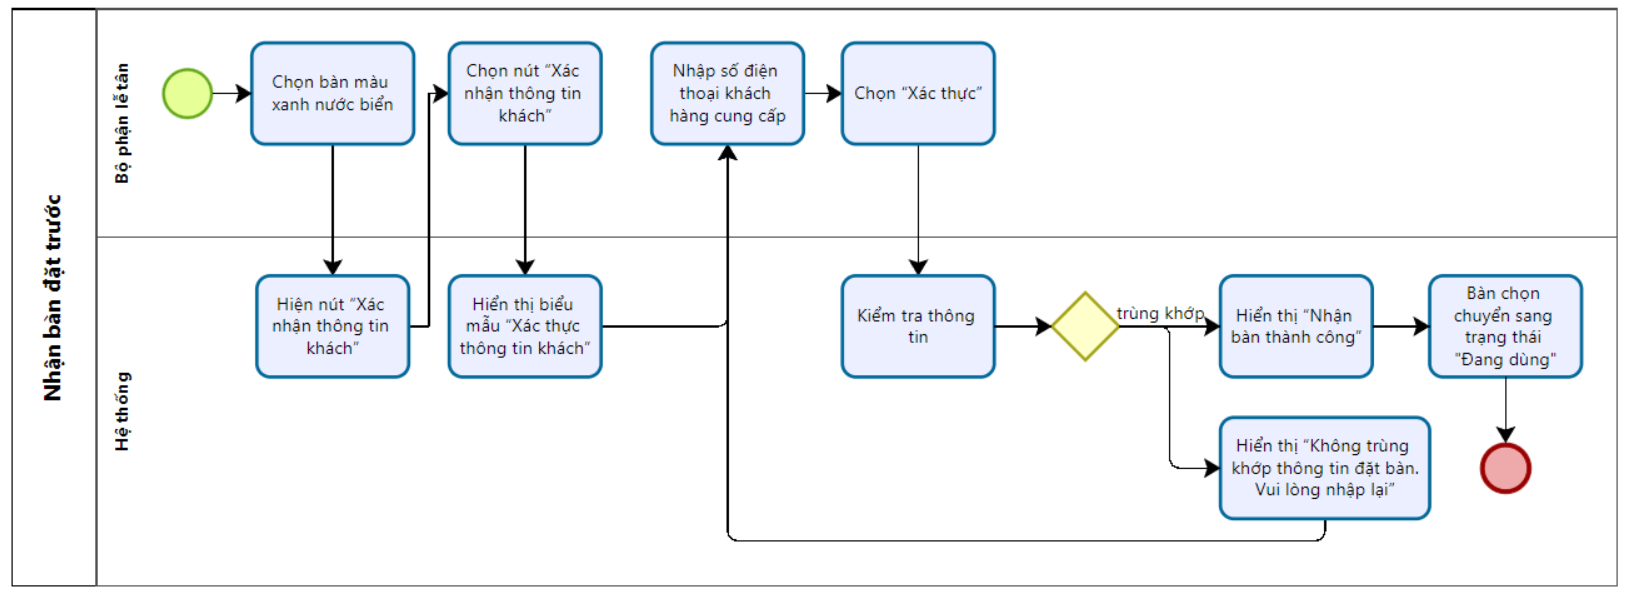 Nhận bàn đặt trước
Bộ phận lễ tân
Chọn bàn màu
xanh nước biển
Chọn nút “Xác
nhận thông tin
khách”
Nhập số điện
thoại khách
hàng cung cấp
Chọn “Xác thực”
Hệ thống
Hiện nút “Xác
nhận thông tin
khách”
Hiển thị biểu
mẫu “Xác thực
thông tin khách”
Kiểm tra thông
tin
trùng khớp
Hiển thị “Nhận
bàn thành công”
Bàn chọn
chuyển sang
trạng thái
"Đang dùng"
Hiển thị “Không trùng
khớp thông tin đặt bàn.
Vui lòng nhập lại”